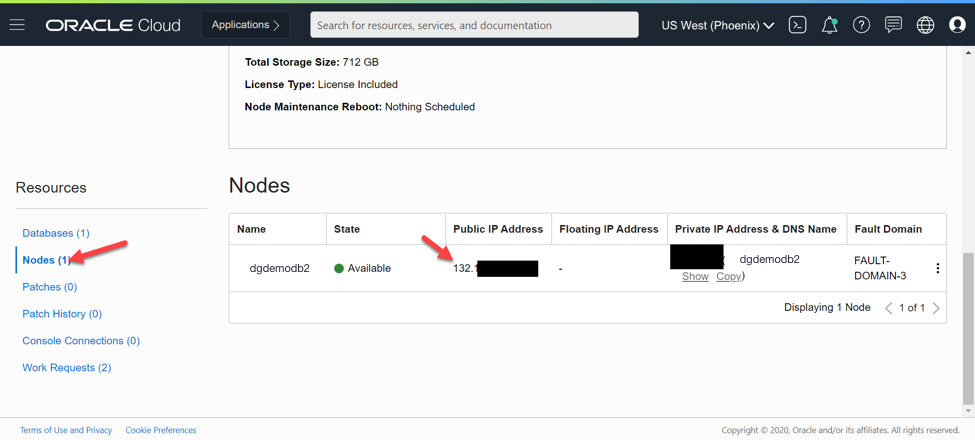 ORACLE Cloud
Applications
Search for resources, services, and documentation
US West (Phoenix)
Total Storage Size: 712 GB
License Type: License Included
Node Maintenance Reboot: Nothing Scheduled
Resources
Databases (1)
Nodes (1)
Patches (0)
Patch History (0)
Console Connections (0)
Work Requests (2)
Nodes
Name State Public IP Address Floating IP Address Private IP Address & DNS Name Fault Domain
dgdemodb2 Available 132.1 - dgdemodb2 FAULT-
Show Copy) DOMAIN-3
Displaying 1 Node 1 of 1
Terms of Use and Privacy Cookie Preferences Copyright © 2020, Oracle and/or its affiliates. All rights reserved.